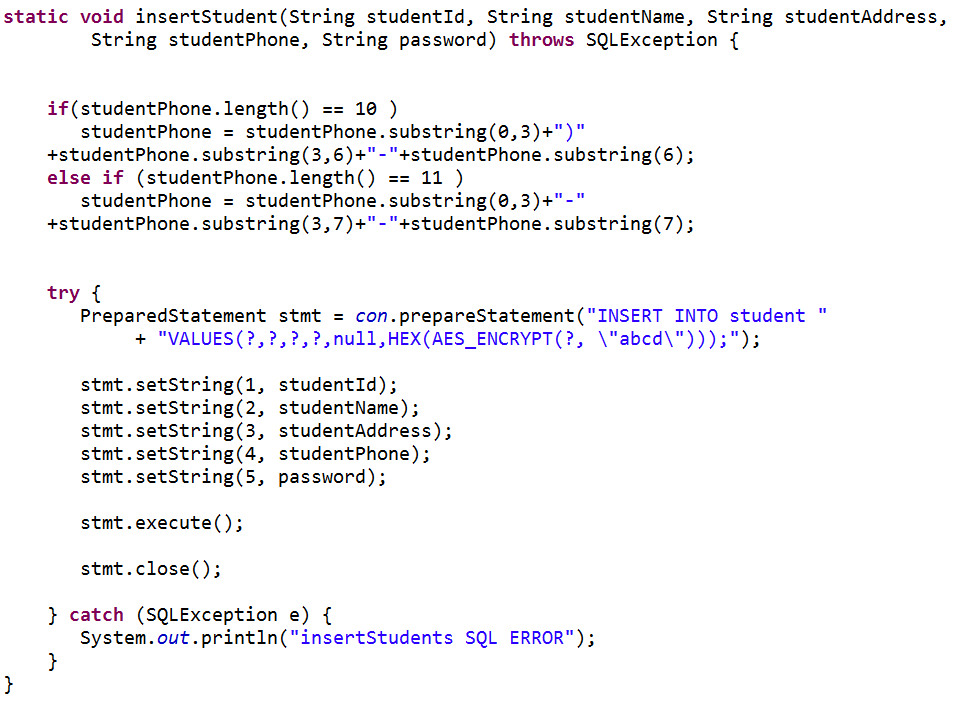 static void insertStudent(String studentId, String studentName, String studentAddress,
        String studentPhone, String password) throws SQLException {
    if(studentPhone.length() == 10 )
       studentPhone = studentPhone.substring(0,3)+")"
    +studentPhone.substring(3,6)+"-"+studentPhone.substring(6);
    else if (studentPhone.length() == 11 )
       studentPhone = studentPhone.substring(0,3)+"-"
    +studentPhone.substring(3,7)+"-"+studentPhone.substring(7);
    try {
       PreparedStatement stmt = con.prepareStatement("INSERT INTO student "
            + "VALUES(?,?,?,?,null,HEX(AES_ENCRYPT(?, \"abcd\")));");
       stmt.setString(1, studentId);
       stmt.setString(2, studentName);
       stmt.setString(3, studentAddress);
       stmt.setString(4, studentPhone);
       stmt.setString(5, password);
       stmt.execute();
       stmt.close();
    } catch (SQLException e) {
       System.out.println("insertStudents SQL ERROR");
    }
}